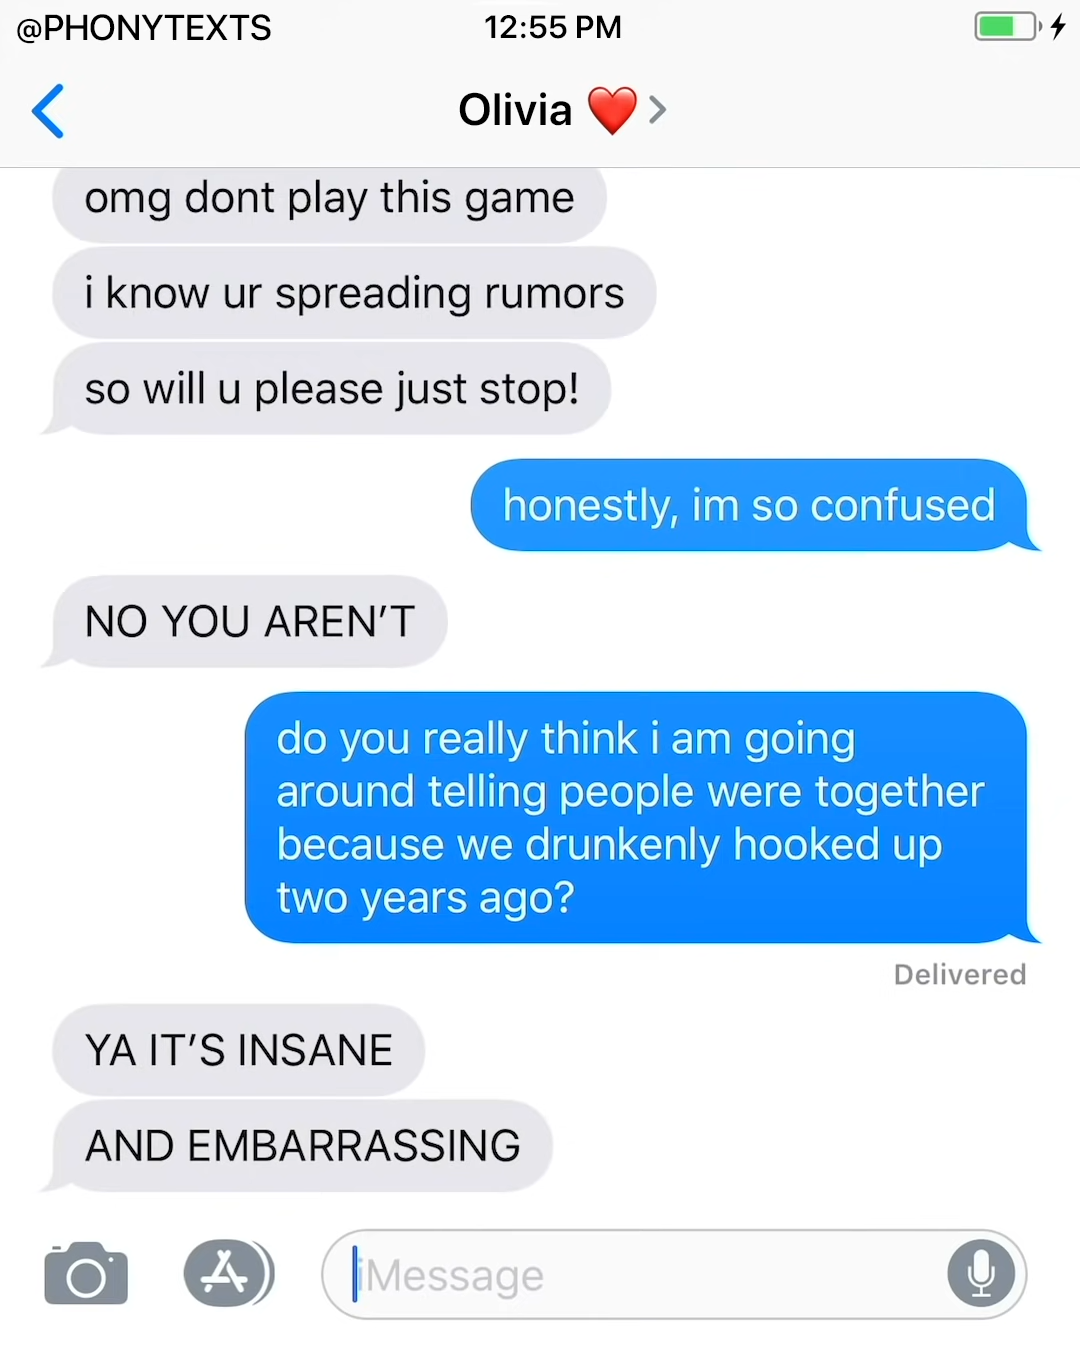 @PHONYTEXTS 12:55 PM
Olivia ❤️
omg dont play this game
i know ur spreading rumors
so will u please just stop!
honestly, im so confused
NO YOU AREN’T
do you really think i am going
around telling people were together
because we drunkenly hooked up
two years ago?
Delivered
YA IT’S INSANE
AND EMBARRASSING
iMessage